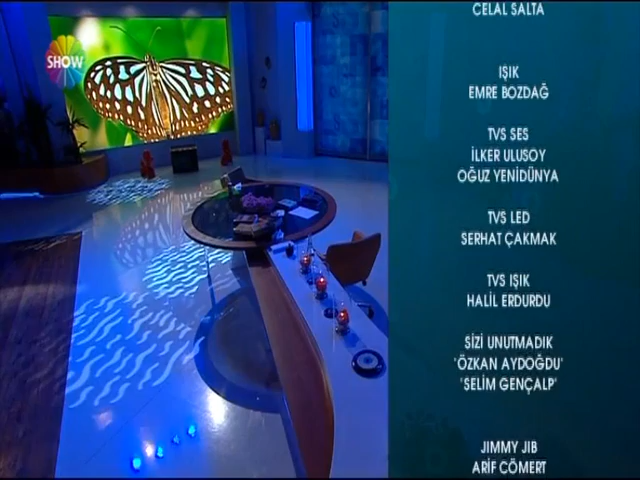 SHOW
CELAL SALTA
IŞIK
EMRE BOZDAĞ
TVS SES
İLKER ULUSOY
OĞUZ YENİDÜNYA
TVS LED
SERHAT ÇAKMAK
TVS IŞIK
HALİL ERDURDU
SİZİ UNUTMADIK
'ÖZKAN AYDOĞDU'
'SELİM GENÇALP'
JIMMY JIB
ARİF CÖMERT